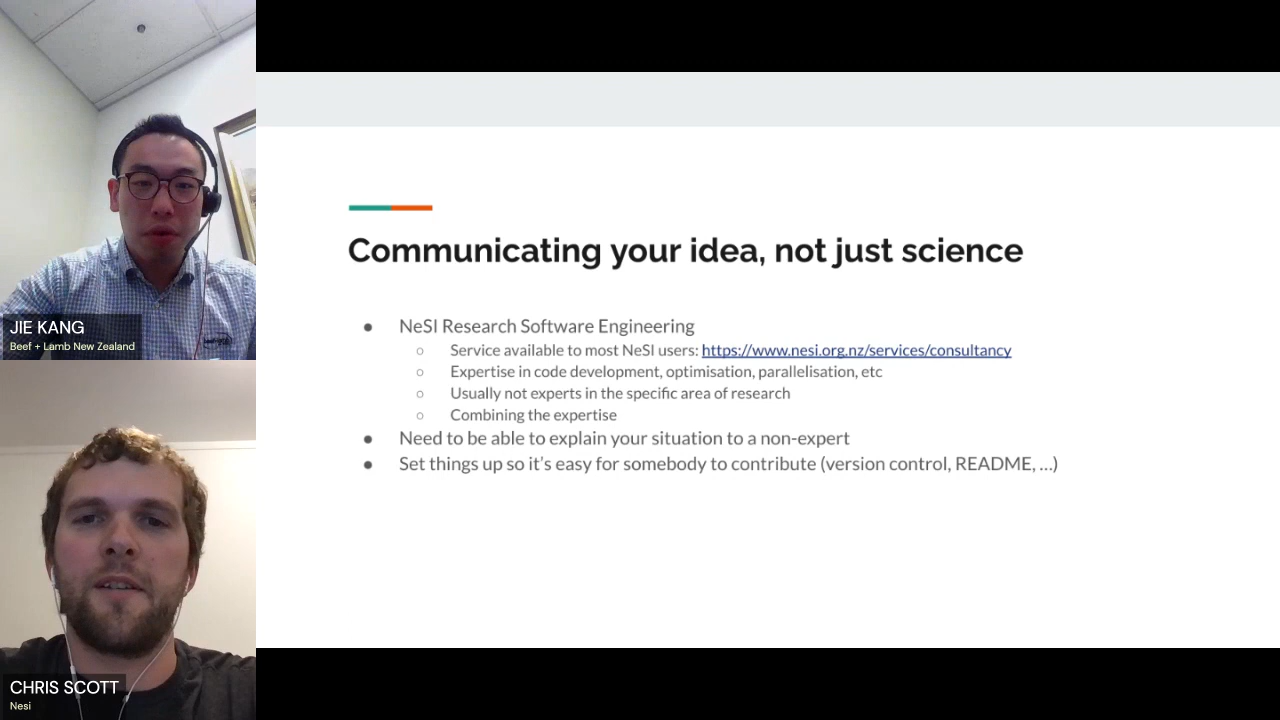 JIE KANG
Beef + Lamb New Zealand
CHRIS SCOTT
Nesi
Communicating your idea, not just science
● NeSI Research Software Engineering
○ Service available to most NeSI users: https://www.nesi.org.nz/services/consultancy
○ Expertise in code development, optimisation, parallelisation, etc
○ Usually not experts in the specific area of research
○ Combining the expertise
● Need to be able to explain your situation to a non-expert
● Set things up so it's easy for somebody to contribute (version control, README, ...)